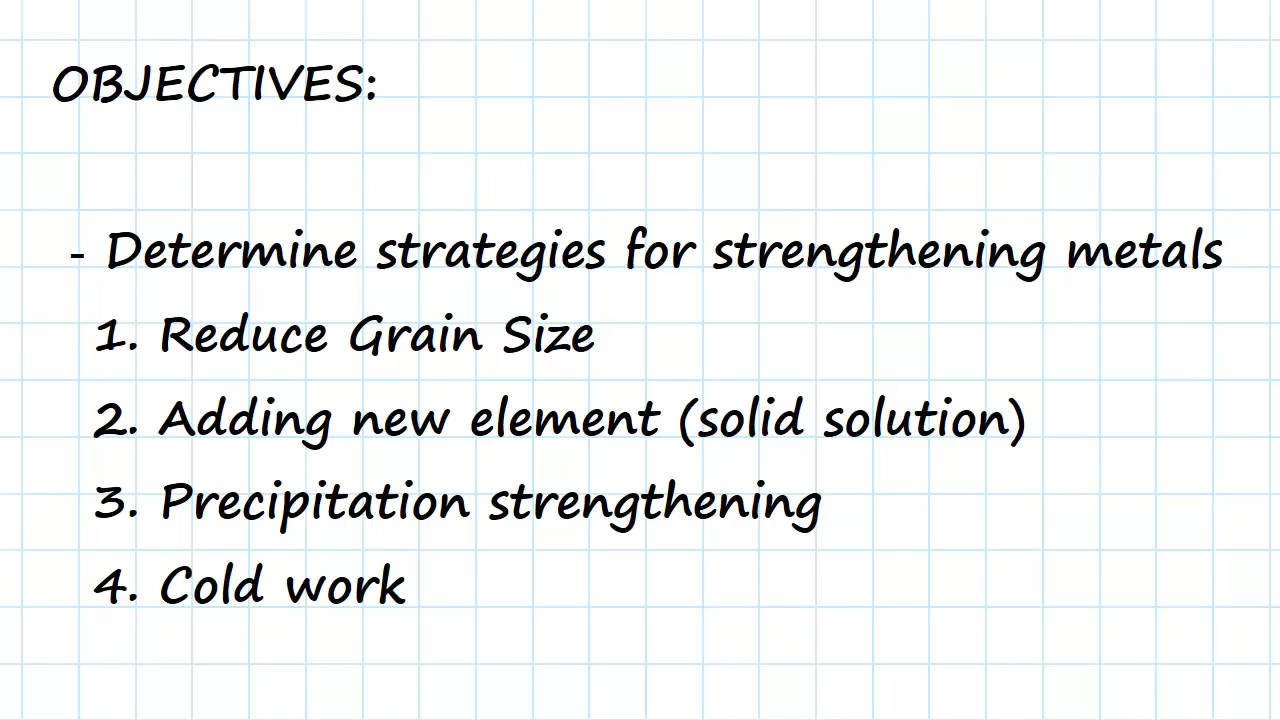 OBJECTIVES:
- Determine strategies for strengthening metals
1. Reduce Grain Size
2. Adding new element (solid solution)
3. Precipitation strengthening
4. Cold work